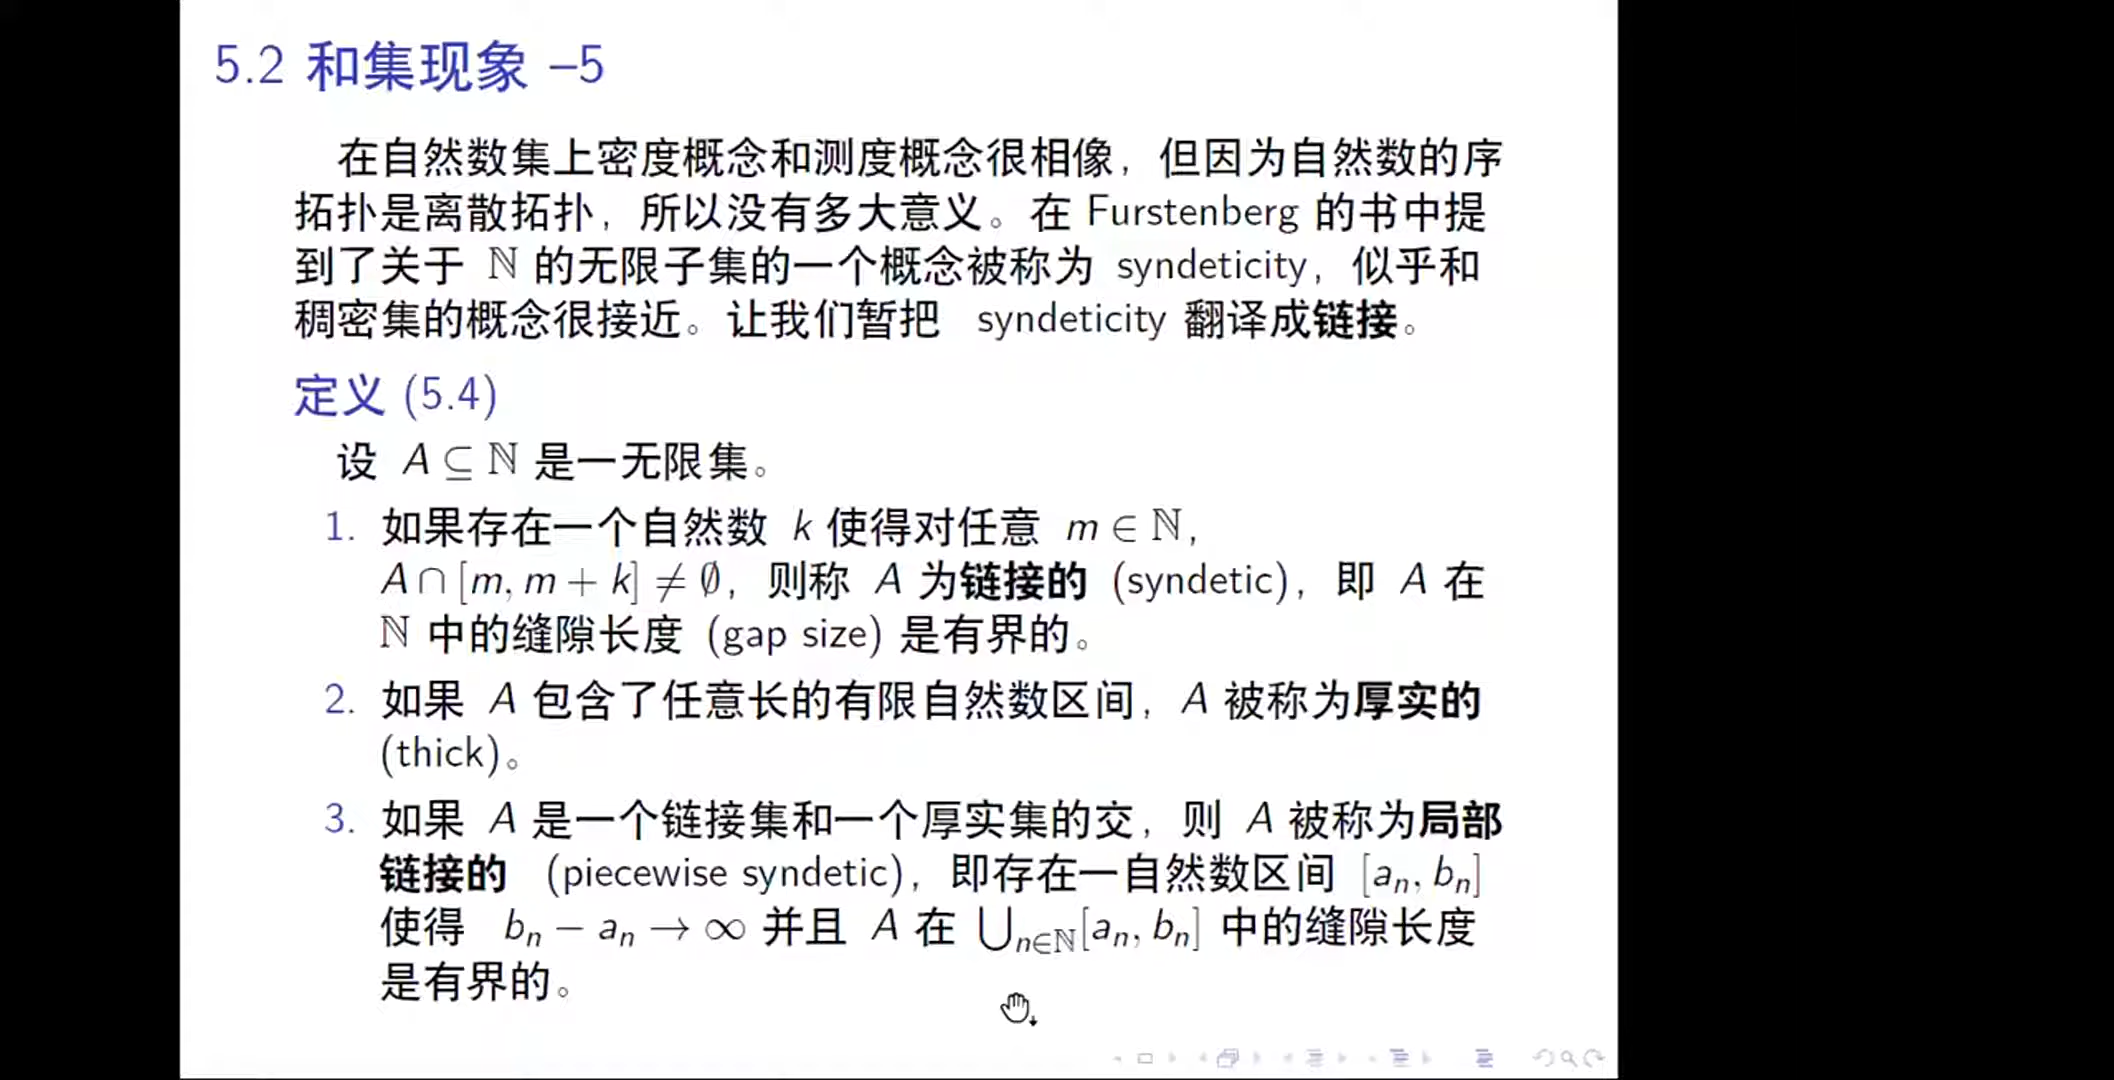 5.2 和集现象 –5
在自然数集上密度概念和测度概念很相像，但因为自然数的序
拓扑是离散拓扑，所以没有多大意义。在 Furstenberg 的书中提
到了关于 ℕ 的无限子集的一个概念被称为 syndeticity，似乎和
稠密集的概念很接近。让我们暂把 syndeticity 翻译成链接。
定义 (5.4)
设 A ⊆ ℕ 是一无限集。
1. 如果存在一个自然数 k 使得对任意 m ∈ ℕ，
A ∩ [m, m + k] ≠ ∅，则称 A 为链接的 (syndetic)，即 A 在
ℕ 中的缝隙长度 (gap size) 是有界的。
2. 如果 A 包含了任意长的有限自然数区间，A 被称为厚实的
(thick)。
3. 如果 A 是一个链接集和一个厚实集的交，则 A 被称为局部
链接的 (piecewise syndetic)，即存在一自然数区间 [aₙ, bₙ]
使得 bₙ − aₙ → ∞ 并且 A 在 ⋃ₙ∈ℕ[aₙ, bₙ] 中的缝隙长度
是有界的。